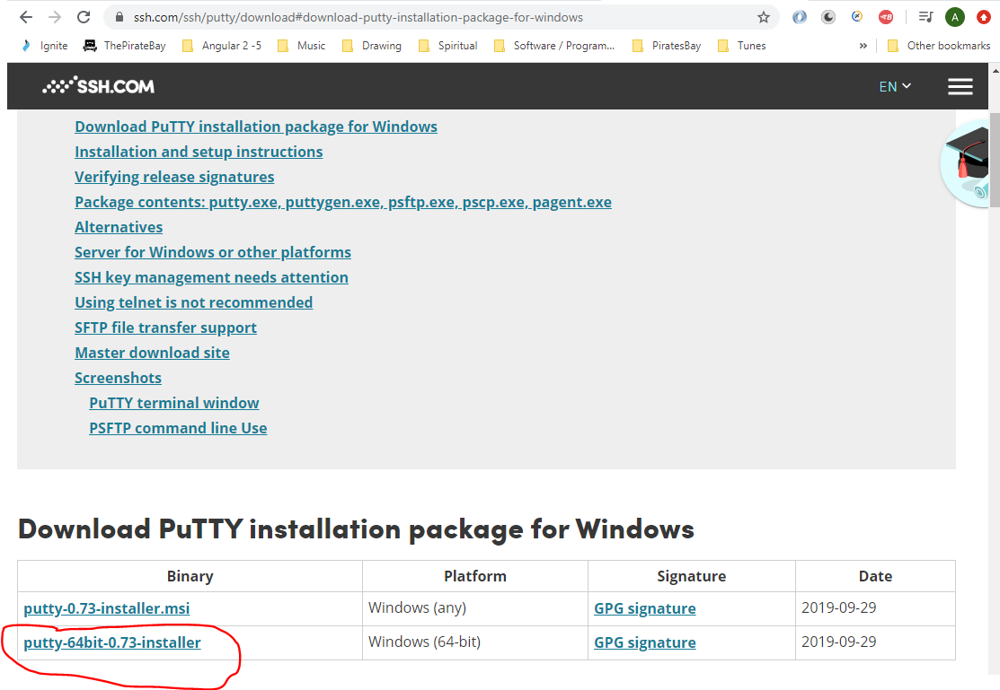 ssh.com/ssh/putty/download#download-putty-installation-package-for-windows
A
Ignite ThePirateBay Angular 2 -5 Music Drawing Spiritual Software / Program... PiratesBay Tunes » Other bookmarks
SSH.COM EN
Download PuTTY installation package for Windows
Installation and setup instructions
Verifying release signatures
Package contents: putty.exe, puttygen.exe, psftp.exe, pscp.exe, pagent.exe
Alternatives
Server for Windows or other platforms
SSH key management needs attention
Using telnet is not recommended
SFTP file transfer support
Master download site
Screenshots
PuTTY terminal window
PSFTP command line Use
Download PuTTY installation package for Windows
Binary Platform Signature Date
putty-0.73-installer.msi Windows (any) GPG signature 2019-09-29
putty-64bit-0.73-installer Windows (64-bit) GPG signature 2019-09-29